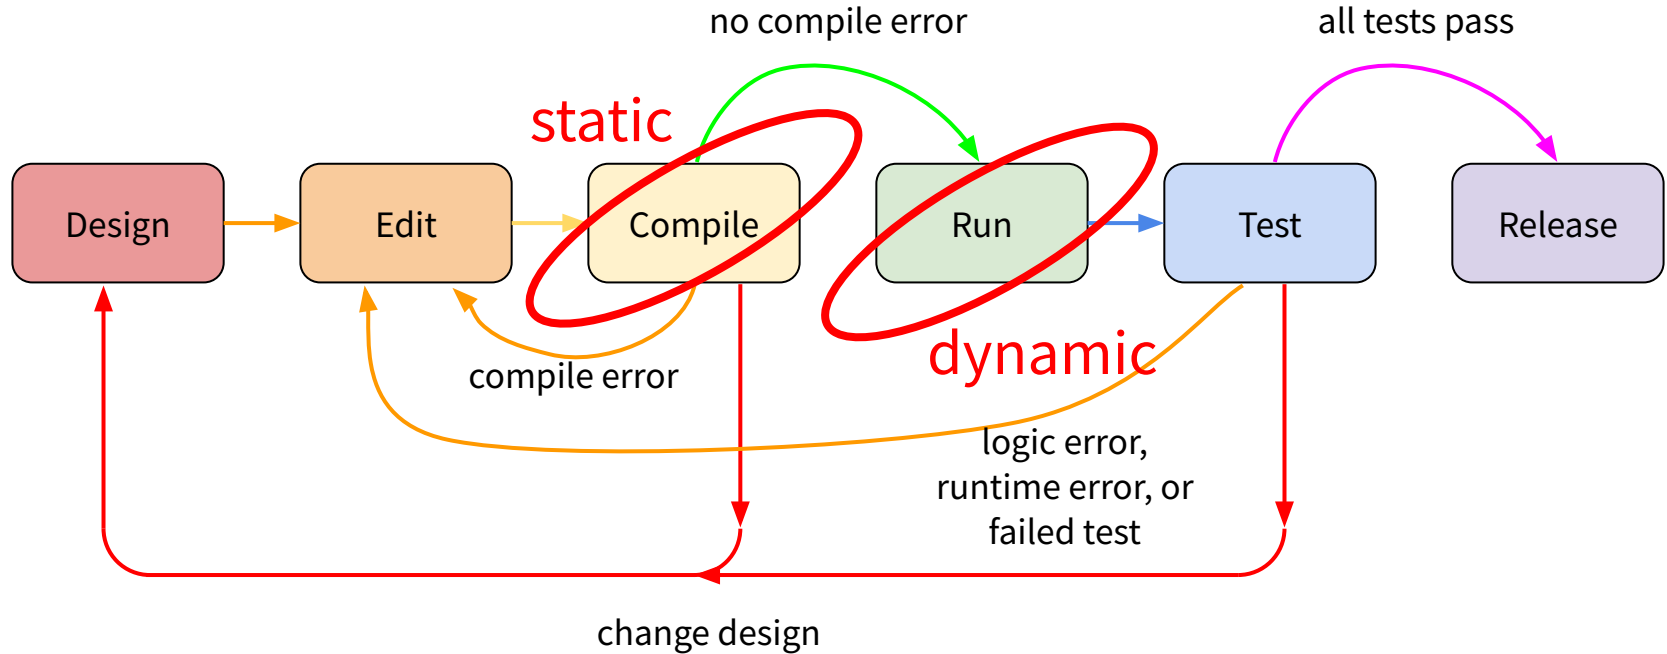 no compile error
all tests pass
static
Design
Edit
Compile
Run
Test
Release
dynamic
compile error
logic error,
runtime error, or
failed test
change design